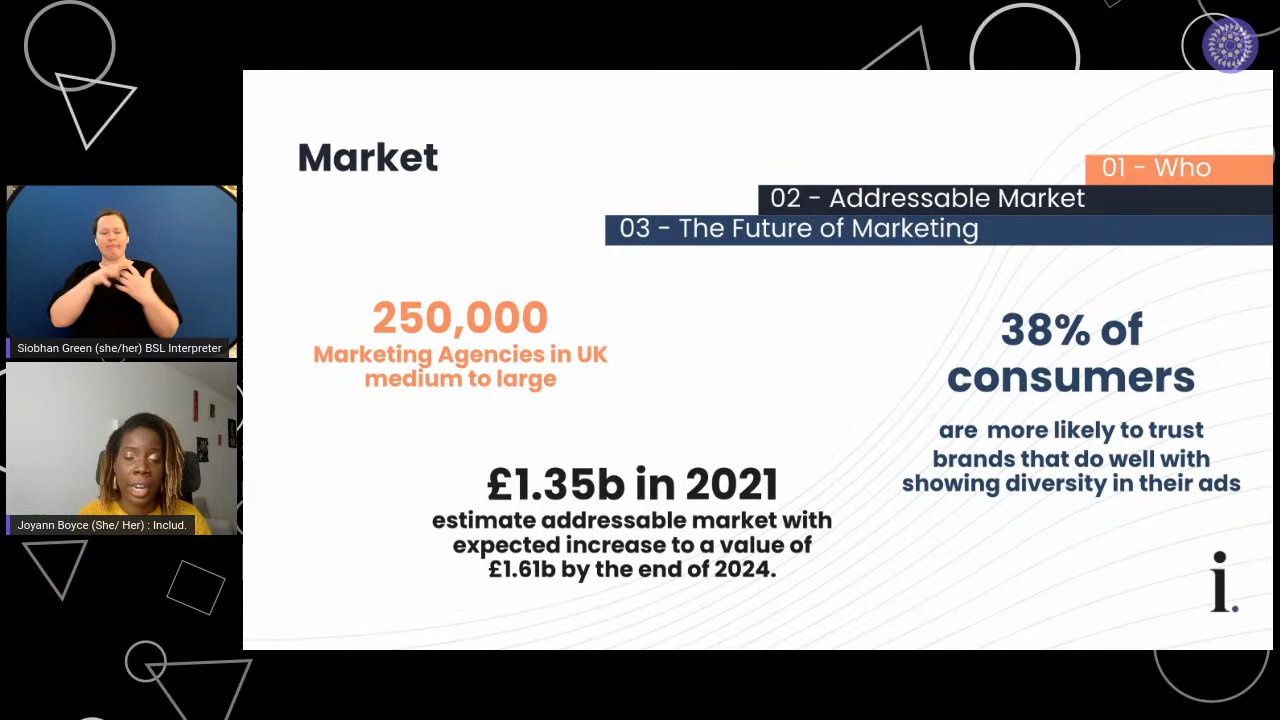 Market
01 - Who
02 - Addressable Market
03 - The Future of Marketing
250,000
Marketing Agencies in UK
medium to large
38% of
consumers
are more likely to trust
brands that do well with
showing diversity in their ads
£1.35b in 2021
estimate addressable market with
expected increase to a value of
£1.61b by the end of 2024.
i.
Siobhan Green (she/her) BSL Interpreter
Joyann Boyce (She/ Her) : Includ.